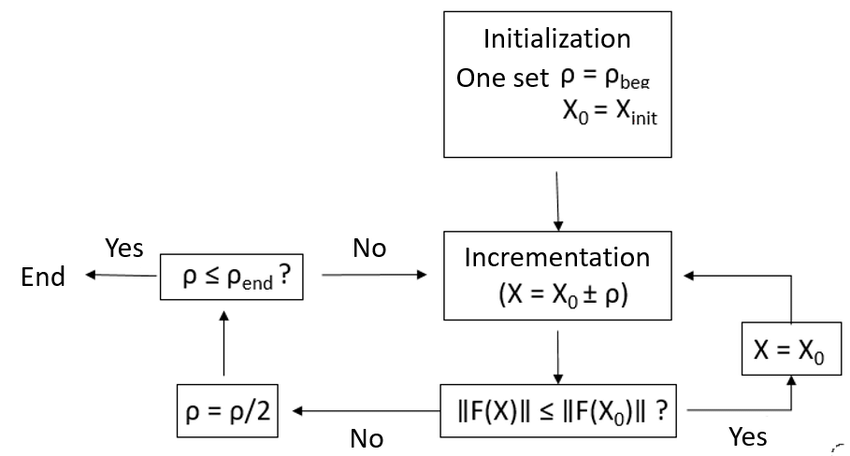 Initialization
One set ρ = ρbeg
X₀ = Xinit
Yes
No
End
ρ ≤ ρend ?
Incrementation
(X = X₀ ± ρ)
X = X₀
ρ = ρ/2
‖F(X)‖ ≤ ‖F(X₀)‖ ?
No
Yes